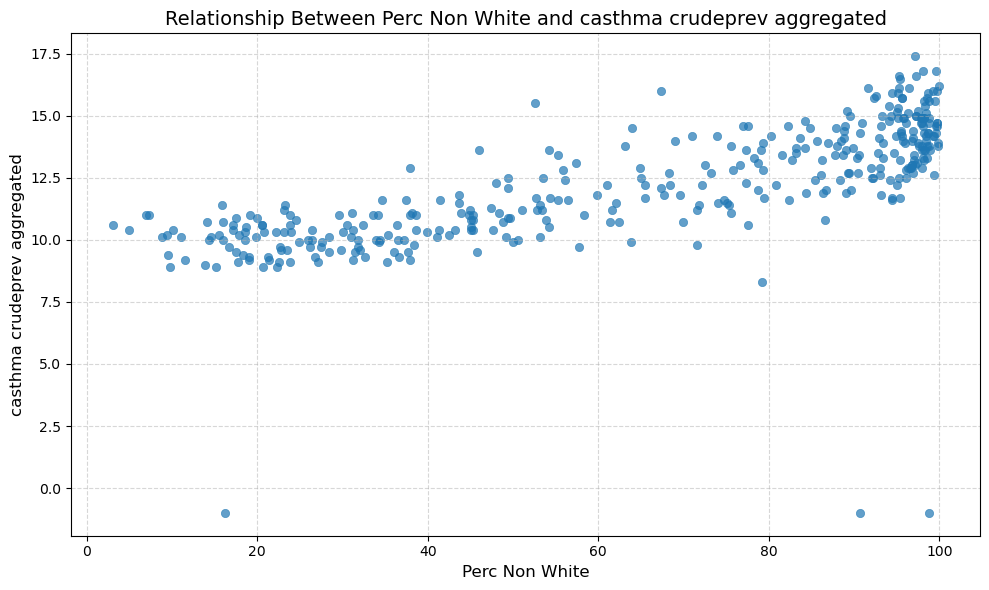 Relationship Between Perc Non White and casthma crudeprev aggregated
17.5
15.0
12.5
10.0
7.5
5.0
2.5
0.0
casthma crudeprev aggregated
0 20 40 60 80 100
Perc Non White